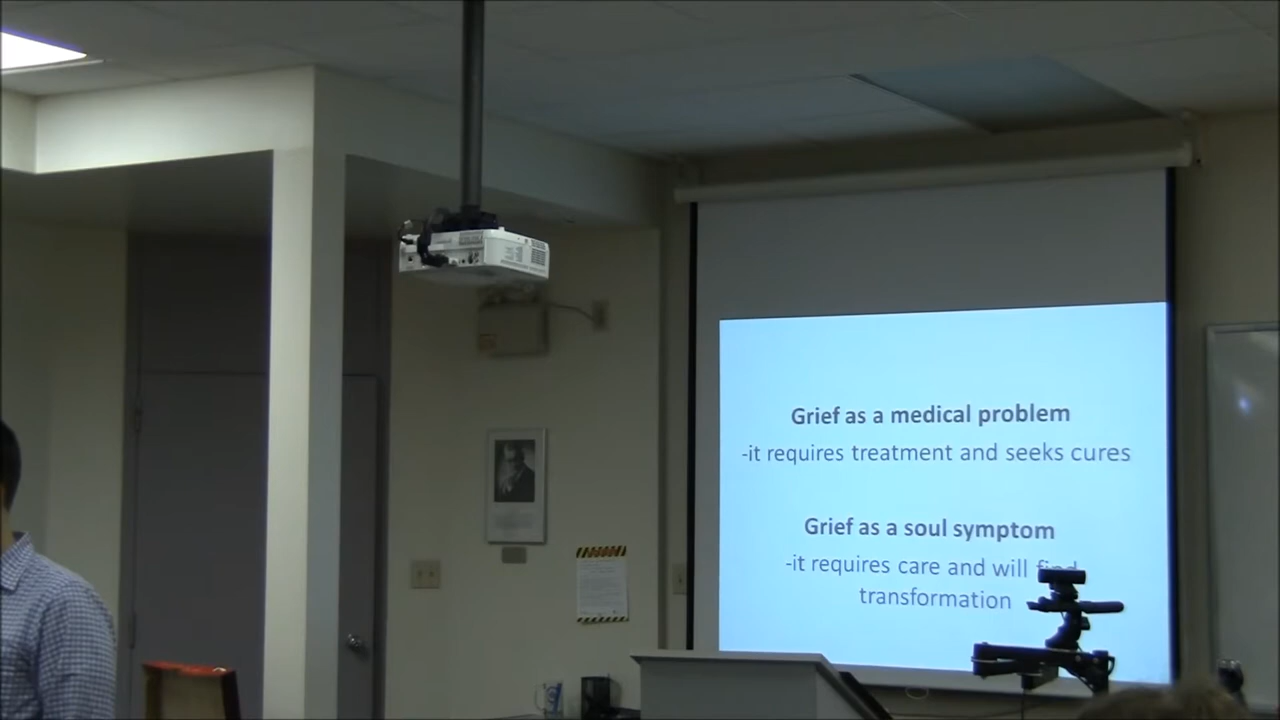 Grief as a medical problem
-it requires treatment and seeks cures
Grief as a soul symptom
-it requires care and will find
transformation